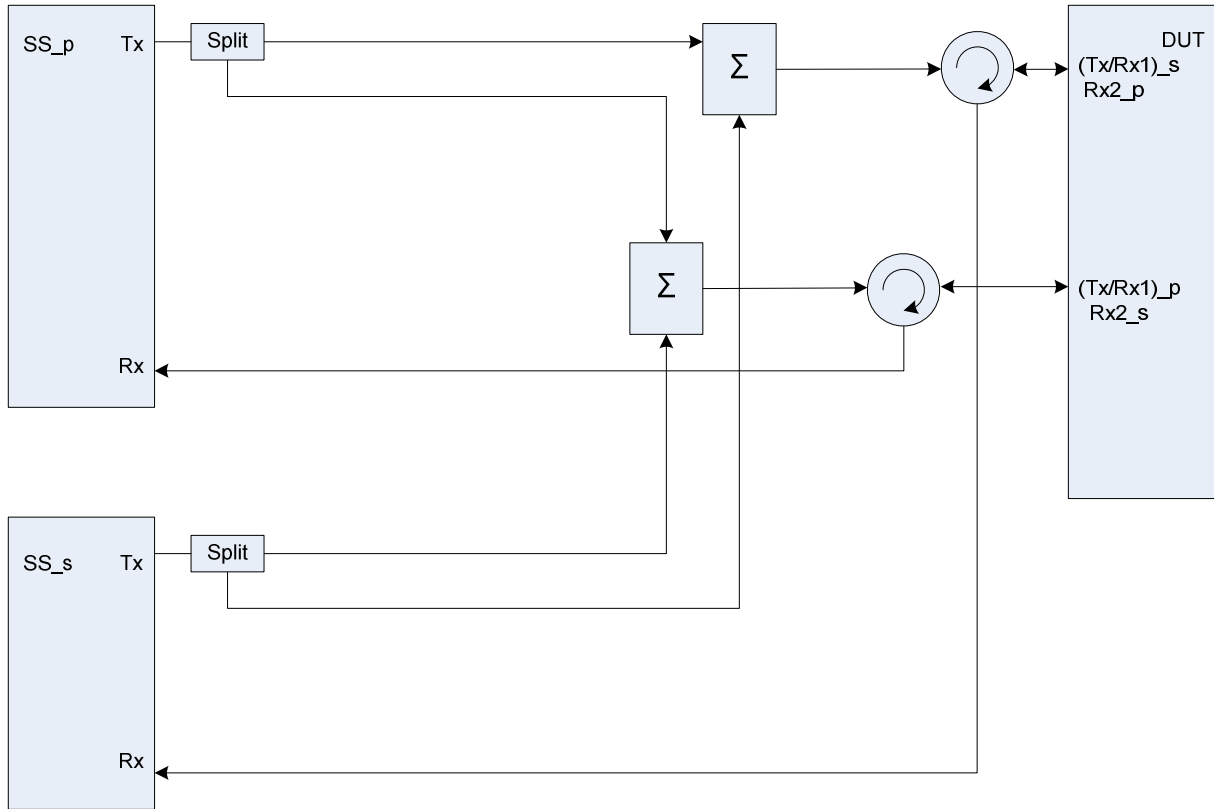 SS_p
Tx
Split
Σ
DUT
(Tx/Rx1)_s
Rx2_p
Σ
(Tx/Rx1)_p
Rx2_s
Rx
SS_s
Tx
Split
Rx